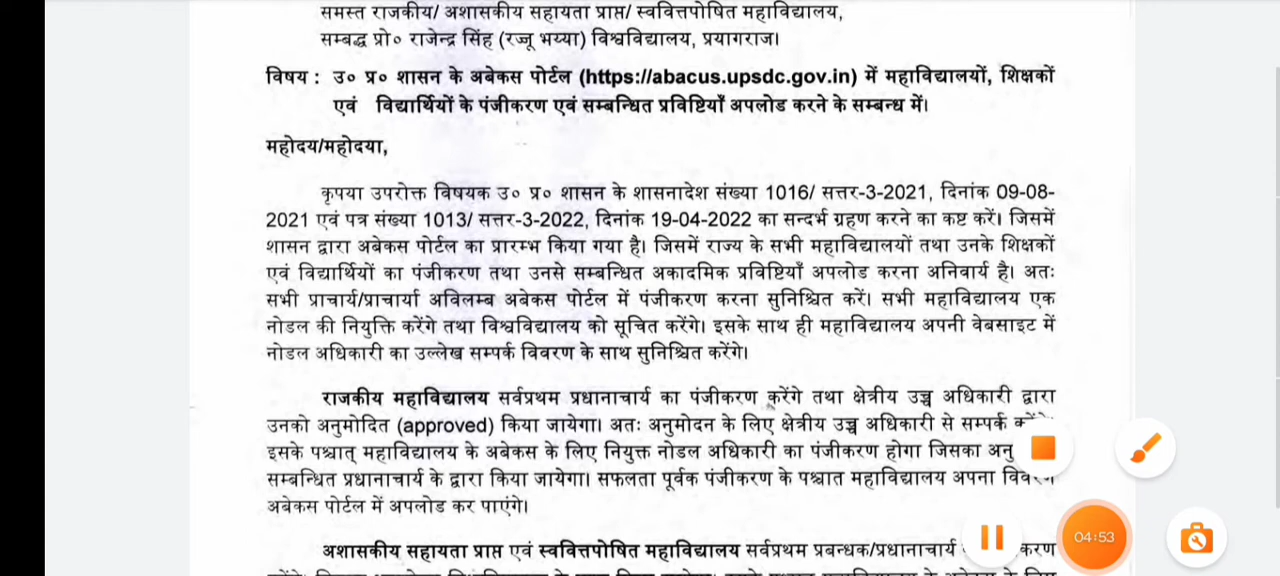 समस्त राजकीय/ अशासकीय सहायता प्राप्त/ स्ववित्तपोषित महाविद्यालय,
सम्बद्ध प्रो० राजेन्द्र सिंह (रज्जू भय्या) विश्वविद्यालय, प्रयागराज।
विषय : उ० प्र० शासन के अबेकस पोर्टल (https://abacus.upsdc.gov.in) में महाविद्यालयों, शिक्षकों
एवं विद्यार्थियों के पंजीकरण एवं सम्बन्धित प्रविष्टियाँ अपलोड करने के सम्बन्ध में।
महोदय/महोदया,
कृपया उपरोक्त विषयक उ० प्र० शासन के शासनादेश संख्या 1016/ सत्तर-3-2021, दिनांक 09-08-
2021 एवं पत्र संख्या 1013/ सत्तर-3-2022, दिनांक 19-04-2022 का सन्दर्भ ग्रहण करने का कष्ट करें। जिसमें
शासन द्वारा अबेकस पोर्टल का प्रारम्भ किया गया है। जिसमें राज्य के सभी महाविद्यालयों तथा उनके शिक्षकों
एवं विद्यार्थियों का पंजीकरण तथा उनसे सम्बन्धित अकादमिक प्रविष्टियाँ अपलोड करना अनिवार्य है। अतः
सभी प्राचार्य/प्राचार्या अविलम्ब अबेकस पोर्टल में पंजीकरण करना सुनिश्चित करें। सभी महाविद्यालय एक
नोडल की नियुक्ति करेंगे तथा विश्वविद्यालय को सूचित करेंगे। इसके साथ ही महाविद्यालय अपनी वेबसाइट में
नोडल अधिकारी का उल्लेख सम्पर्क विवरण के साथ सुनिश्चित करेंगे।
राजकीय महाविद्यालय सर्वप्रथम प्रधानाचार्य का पंजीकरण करेंगे तथा क्षेत्रीय उच्च अधिकारी द्वारा
उनको अनुमोदित (approved) किया जायेगा। अतः अनुमोदन के लिए क्षेत्रीय उच्च अधिकारी से सम्पर्क
इसके पश्चात् महाविद्यालय के अबेकस के लिए नियुक्त नोडल अधिकारी का पंजीकरण होगा जिसका
सम्बन्धित प्रधानाचार्य के द्वारा किया जायेगा। सफलता पूर्वक पंजीकरण के पश्चात महाविद्यालय अपना
अबेकस पोर्टल में अपलोड कर पाएंगे।
अशासकीय सहायता प्राप्त एवं स्ववित्तपोषित महाविद्यालय सर्वप्रथम प्रबन्धक/प्रधानाचार्य
04:53